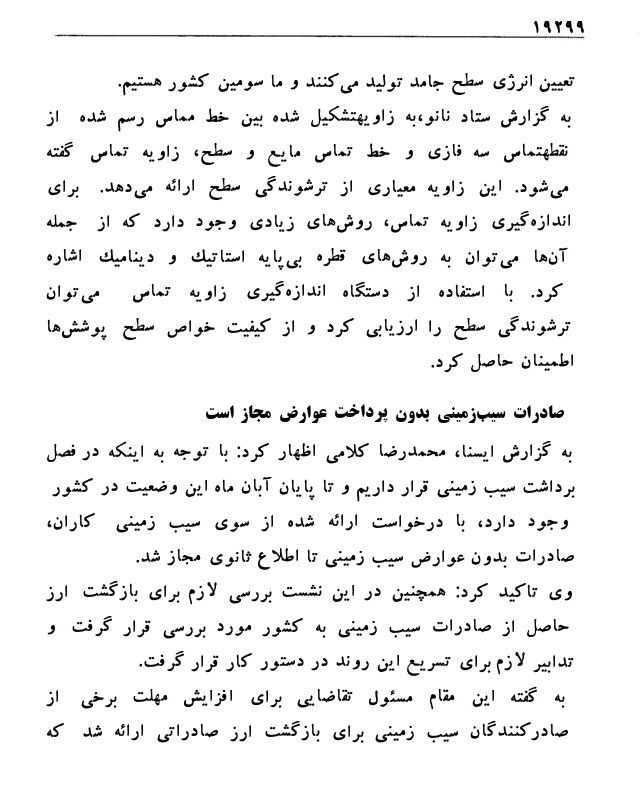 ۱۹۲۹۹
تعیین انرژی سطح جامد تولید می‌کنند و ما سومین کشور هستیم.
به گزارش ستاد نانو،به زاویهتشکیل شده بین خط مماس رسم شده از
نقطهتماس سه فازی و خط تماس مایع و سطح، زاویه تماس گفته
می‌شود. این زاویه معیاری از ترشوندگی سطح ارائه می‌دهد. برای
اندازه‌گیری زاویه تماس، روش‌های زیادی وجود دارد که از جمله
آن‌ها می‌توان به روش‌های قطره بی‌پایه استاتیك و دینامیك اشاره
کرد. با استفاده از دستگاه اندازه‌گیری زاویه تماس می‌توان
ترشوندگی سطح را ارزیابی کرد و از کیفیت خواص سطح پوشش‌ها
اطمینان حاصل کرد.
صادرات سیب‌زمینی بدون پرداخت عوارض مجاز است
به گزارش ایسنا، محمدرضا کلامی اظهار کرد: با توجه به اینکه در فصل
برداشت سیب زمینی قرار داریم و تا پایان آبان ماه این وضعیت در کشور
وجود دارد، با درخواست ارائه شده از سوی سیب زمینی کاران،
صادرات بدون عوارض سیب زمینی تا اطلاع ثانوی مجاز شد.
وی تاکید کرد: همچنین در این نشست بررسی لازم برای بازگشت ارز
حاصل از صادرات سیب زمینی به کشور مورد بررسی قرار گرفت و
تدابیر لازم برای تسریع این روند در دستور کار قرار گرفت.
به گفته این مقام مسئول تقاضایی برای افزایش مهلت برخی از
صادرکنندگان سیب زمینی برای بازگشت ارز صادراتی ارائه شد که